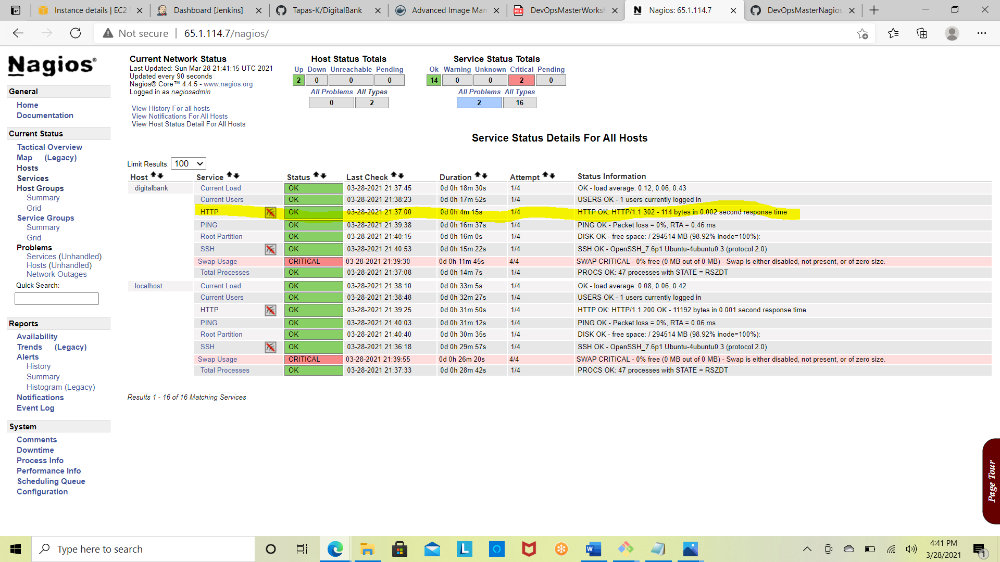 Instance details | EC2
Dashboard [Jenkins]
Tapas-K/DigitalBank
Advanced Image Man
DevOpsMasterWorksh
Nagios: 65.1.114.7
DevOpsMasterNagios
Not secure
65.1.114.7/nagios/
Nagios®
General
Home
Documentation
Current Status
Tactical Overview
Map (Legacy)
Hosts
Services
Host Groups
Summary
Grid
Service Groups
Summary
Grid
Problems
Services (Unhandled)
Hosts (Unhandled)
Network Outages
Quick Search:
Reports
Availability
Trends (Legacy)
Alerts
History
Summary
Histogram (Legacy)
Notifications
Event Log
System
Comments
Downtime
Process Info
Performance Info
Scheduling Queue
Configuration
Current Network Status
Last Updated: Sun Mar 28 21:41:15 UTC 2021
Updated every 90 seconds
Nagios® Core™ 4.4.5 - www.nagios.org
Logged in as nagiosadmin
View History For all hosts
View Notifications For All Hosts
View Host Status Detail For All Hosts
Host Status Totals
Up Down Unreachable Pending
2 0 0 0
All Problems All Types
0 2
Service Status Totals
Ok Warning Unknown Critical Pending
14 0 0 2 0
All Problems All Types
2 16
Service Status Details For All Hosts
Limit Results: 100
Host Service Status Last Check Duration Attempt Status Information
digitalbank Current Load OK 03-28-2021 21:37:45 0d 0h 18m 30s 1/4 OK - load average: 0.12, 0.06, 0.43
Current Users OK 03-28-2021 21:38:23 0d 0h 17m 52s 1/4 USERS OK - 1 users currently logged in
HTTP OK 03-28-2021 21:37:00 0d 0h 4m 15s 1/4 HTTP OK: HTTP/1.1 302 - 114 bytes in 0.002 second response time
PING OK 03-28-2021 21:39:38 0d 0h 16m 37s 1/4 PING OK - Packet loss = 0%, RTA = 0.46 ms
Root Partition OK 03-28-2021 21:40:15 0d 0h 16m 0s 1/4 DISK OK - free space: / 294514 MB (98.92% inode=100%):
SSH OK 03-28-2021 21:40:53 0d 0h 15m 22s 1/4 SSH OK - OpenSSH_7.6p1 Ubuntu-4ubuntu0.3 (protocol 2.0)
Swap Usage CRITICAL 03-28-2021 21:39:30 0d 0h 11m 45s 4/4 SWAP CRITICAL - 0% free (0 MB out of 0 MB) - Swap is either disabled, not present, or of zero size.
Total Processes OK 03-28-2021 21:37:08 0d 0h 14m 7s 1/4 PROCS OK: 47 processes with STATE = RSZDT
localhost Current Load OK 03-28-2021 21:38:10 0d 0h 33m 5s 1/4 OK - load average: 0.08, 0.06, 0.42
Current Users OK 03-28-2021 21:38:48 0d 0h 32m 27s 1/4 USERS OK - 1 users currently logged in
HTTP OK 03-28-2021 21:39:25 0d 0h 31m 50s 1/4 HTTP OK: HTTP/1.1 200 OK - 11192 bytes in 0.001 second response time
PING OK 03-28-2021 21:40:03 0d 0h 31m 12s 1/4 PING OK - Packet loss = 0%, RTA = 0.06 ms
Root Partition OK 03-28-2021 21:40:40 0d 0h 30m 35s 1/4 DISK OK - free space: / 294514 MB (98.92% inode=100%):
SSH OK 03-28-2021 21:36:18 0d 0h 29m 57s 1/4 SSH OK - OpenSSH_7.6p1 Ubuntu-4ubuntu0.3 (protocol 2.0)
Swap Usage CRITICAL 03-28-2021 21:39:55 0d 0h 26m 20s 4/4 SWAP CRITICAL - 0% free (0 MB out of 0 MB) - Swap is either disabled, not present, or of zero size.
Total Processes OK 03-28-2021 21:37:33 0d 0h 28m 42s 1/4 PROCS OK: 47 processes with STATE = RSZDT
Results 1 - 16 of 16 Matching Services
Page Tour
Type here to search
4:41 PM
3/28/2021
1